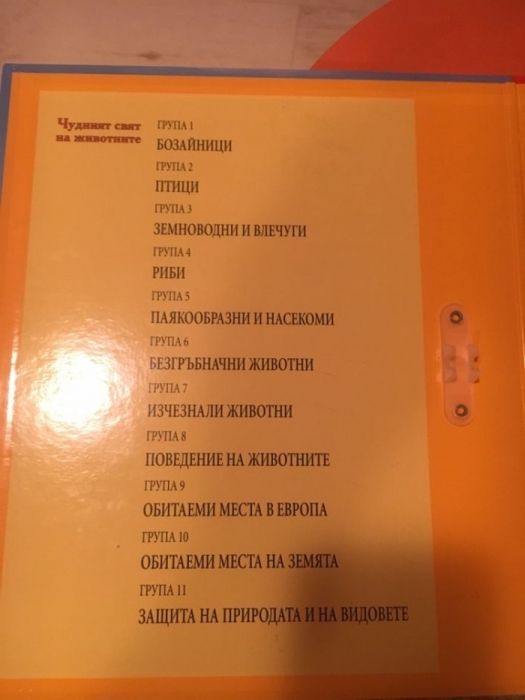 Чудният свят
на животните
ГРУПА 1
БОЗАЙНИЦИ
ГРУПА 2
ПТИЦИ
ГРУПА 3
ЗЕМНОВОДНИ И ВЛЕЧУГИ
ГРУПА 4
РИБИ
ГРУПА 5
ПАЯКООБРАЗНИ И НАСЕКОМИ
ГРУПА 6
БЕЗГРЪБНАЧНИ ЖИВОТНИ
ГРУПА 7
ИЗЧЕЗНАЛИ ЖИВОТНИ
ГРУПА 8
ПОВЕДЕНИЕ НА ЖИВОТНИТЕ
ГРУПА 9
ОБИТАЕМИ МЕСТА В ЕВРОПА
ГРУПА 10
ОБИТАЕМИ МЕСТА НА ЗЕМЯТА
ГРУПА 11
ЗАЩИТА НА ПРИРОДАТА И НА ВИДОВЕТЕ